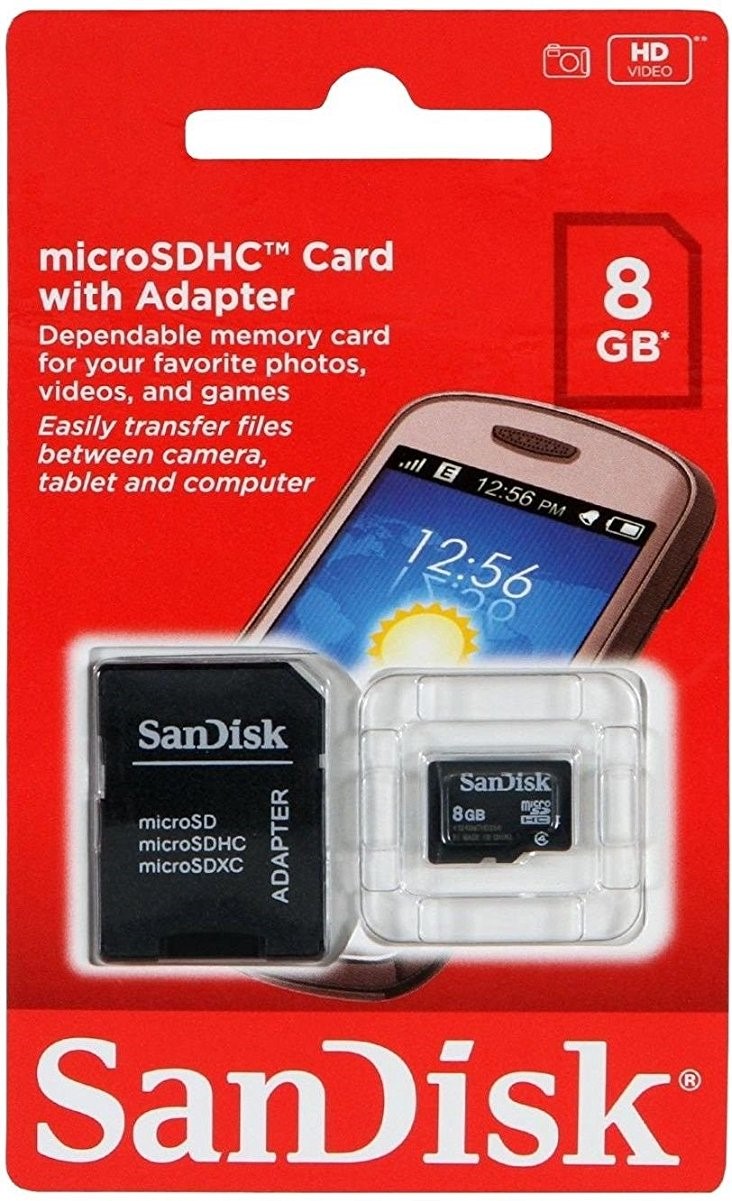 HD**
VIDEO
microSDHC™ Card
with Adapter
8
GB*
Dependable memory card
for your favorite photos,
videos, and games
Easily transfer files
between camera,
tablet and computer
E 12:56 PM
12:56
SanDisk
microSD
microSDHC
microSDXC
ADAPTER
SanDisk
8GB
micro
SD
HC
4
SanDisk®